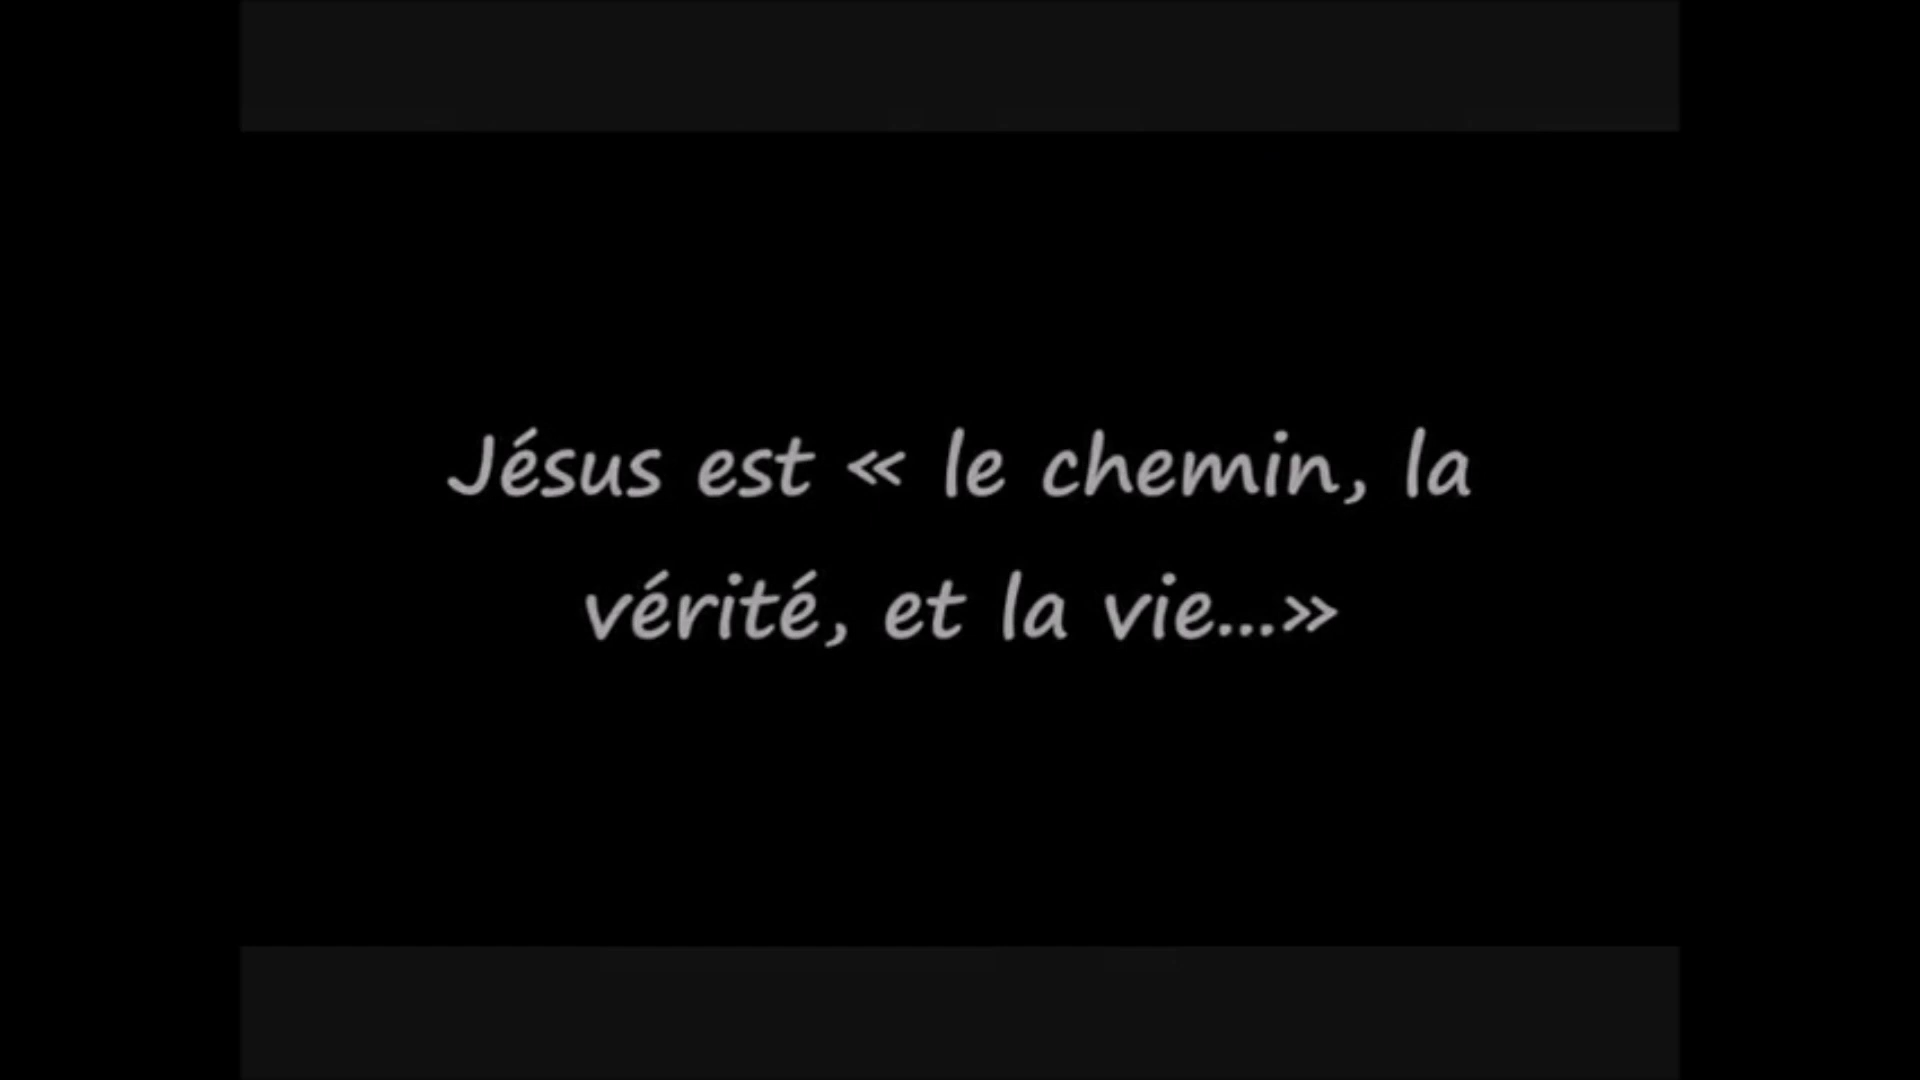 Jésus est « le chemin, la
vérité, et la vie...»